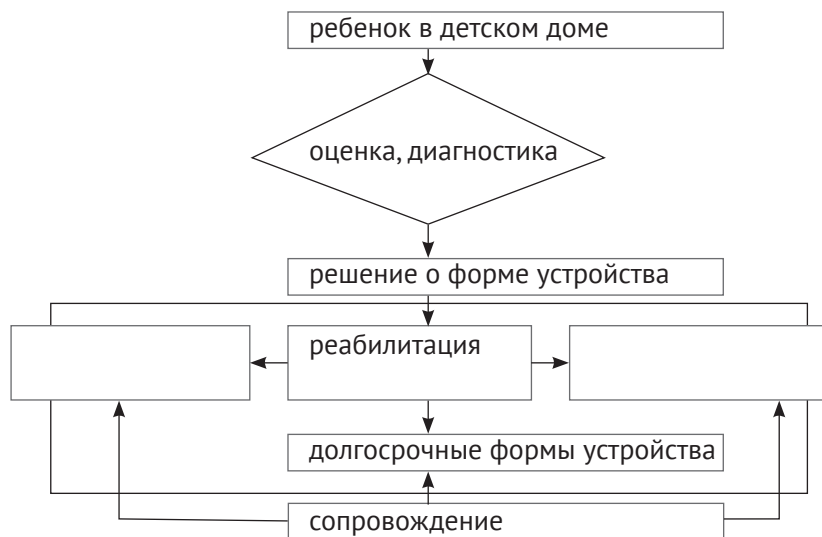 ребенок в детском доме
оценка, диагностика
решение о форме устройства
реабилитация
долгосрочные формы устройства
сопровождение